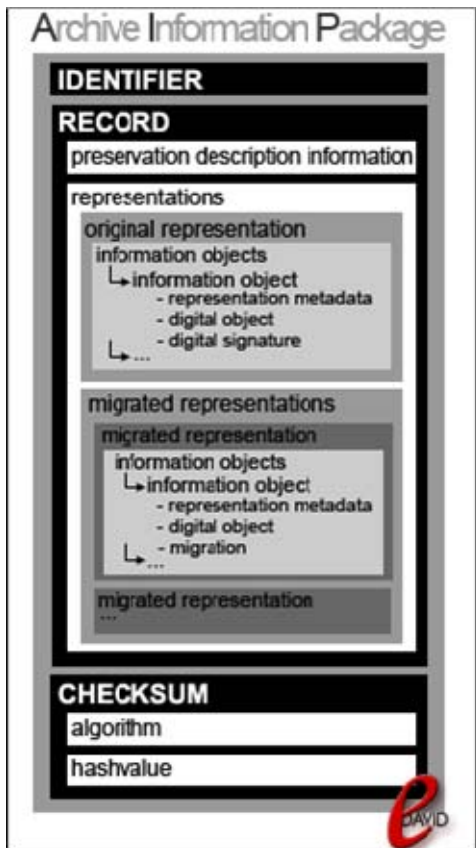 Archive Information Package
IDENTIFIER
RECORD
preservation description information
representations
original representation
information objects
information object
- representation metadata
- digital object
- digital signature
...
migrated representations
migrated representation
information objects
information object
- representation metadata
- digital object
- migration
...
migrated representation
...
CHECKSUM
algorithm
hashvalue
e
DAVID